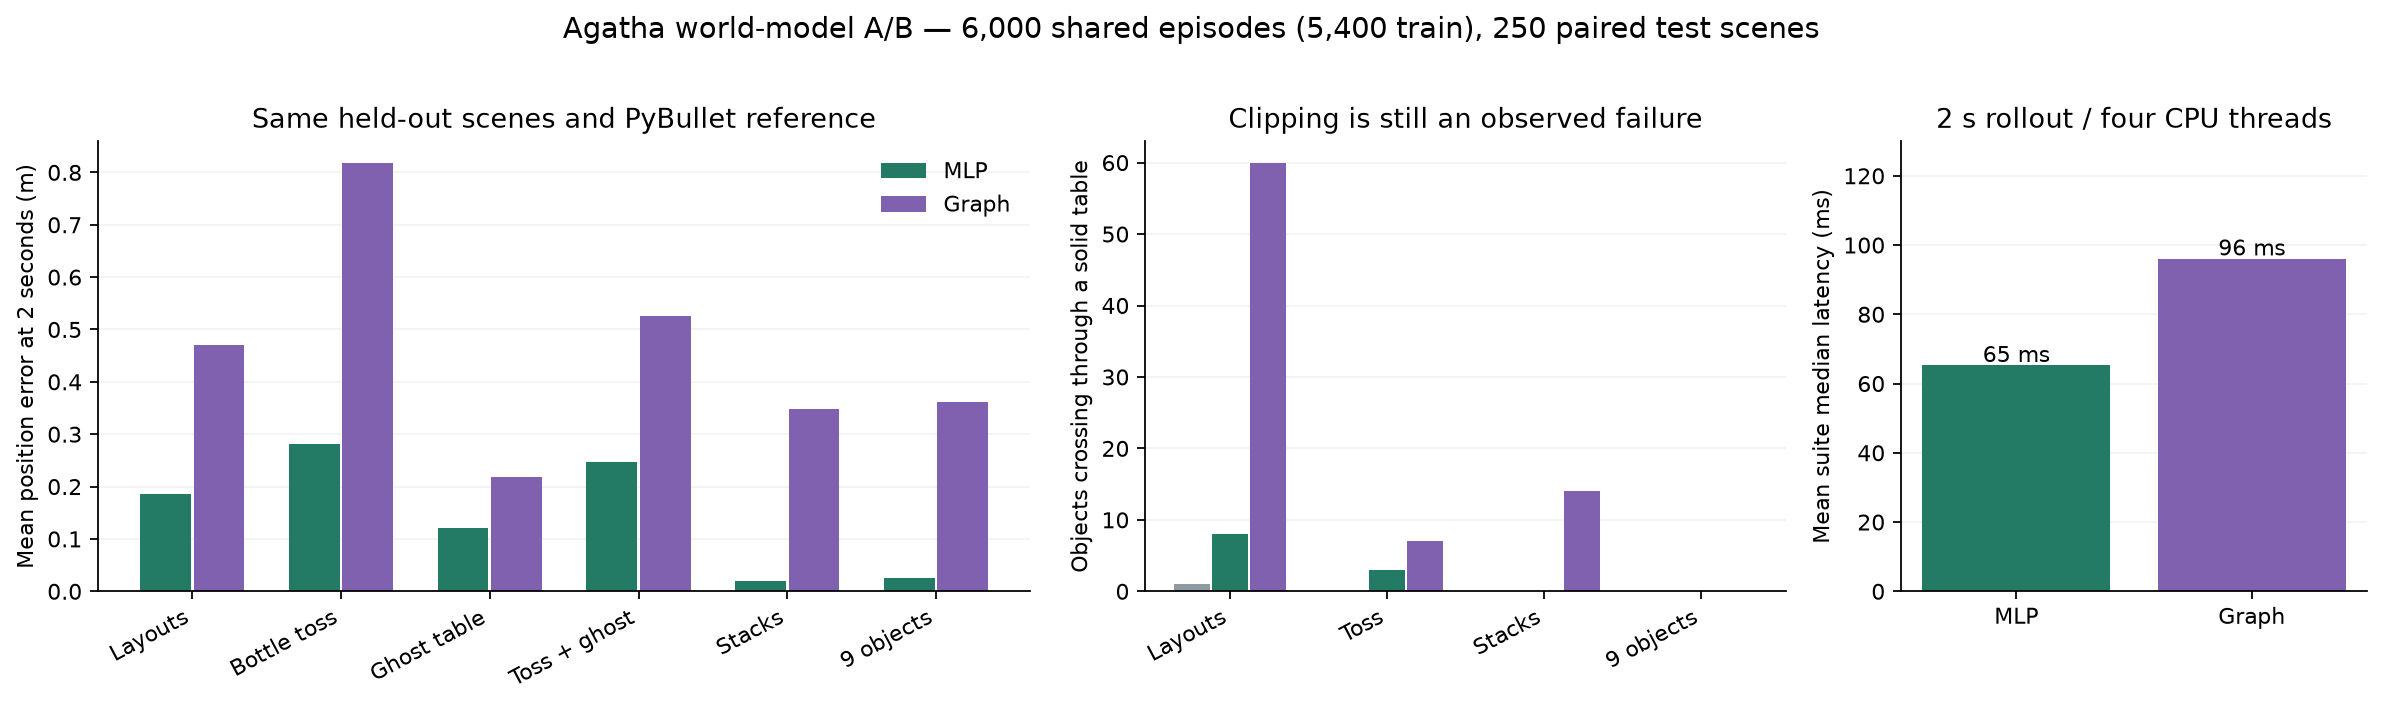 Agatha world-model A/B — 6,000 shared episodes (5,400 train), 250 paired test scenes
Same held-out scenes and PyBullet reference
Mean position error at 2 seconds (m)
0.8
0.7
0.6
0.5
0.4
0.3
0.2
0.1
0.0
MLP
Graph
Layouts
Bottle toss
Ghost table
Toss + ghost
Stacks
9 objects
Clipping is still an observed failure
Objects crossing through a solid table
60
50
40
30
20
10
0
Layouts
Toss
Stacks
9 objects
2 s rollout / four CPU threads
Mean suite median latency (ms)
120
100
80
60
40
20
0
65 ms
96 ms
MLP
Graph